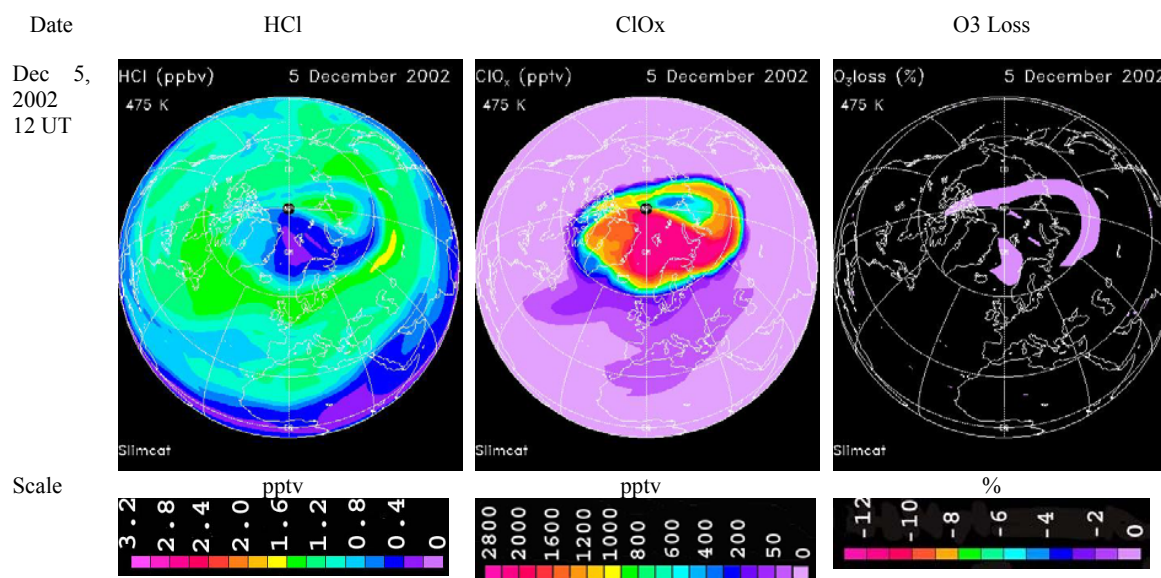 Date HCl ClOx O3 Loss
Dec 5, 2002 12 UT
HCl (ppbv) 5 December 2002
475 K
Slimcat
ClOₓ (pptv) 5 December 2002
475 K
Slimcat
O₃loss (%) 5 December 2002
475 K
Slimcat
Scale pptv pptv %
3.2 2.8 2.4 2.0 1.6 1.2 0.8 0.4 0
2800 2000 1400 1000 800 600 400 200 50 0
-12 -10 -8 -6 -4 -2 0